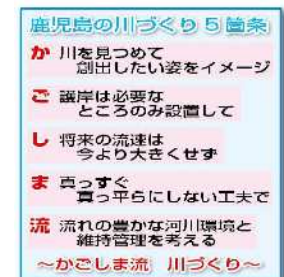 鹿児島の川づくり5箇条
か 川を見つめて
創出したい姿をイメージ
ご 護岸は必要な
ところのみ設置して
し 将来の流速は
今より大きくせず
ま 真っすぐ
真っ平らにしない工夫で
流 流れの豊かな河川環境と
維持管理を考える
～かごしま流 川づくり～